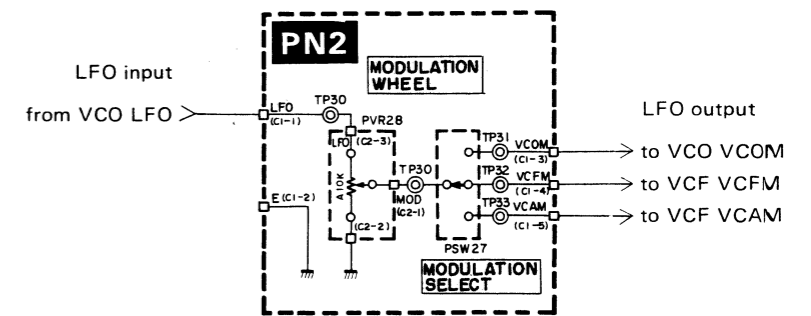 PN2
MODULATION
WHEEL
LFO input
from VCO LFO
LFO
(C1-1)
TP30
PVR28
LFO
(C2-3)
A10K
(C2-2)
E (C1-2)
TP30
MOD
(C2-1)
TP31
VCOM
(C1-3)
TP32
VCFM
(C1-4)
TP33
VCAM
(C1-5)
PSW27
MODULATION
SELECT
LFO output
to VCO VCOM
to VCF VCFM
to VCF VCAM